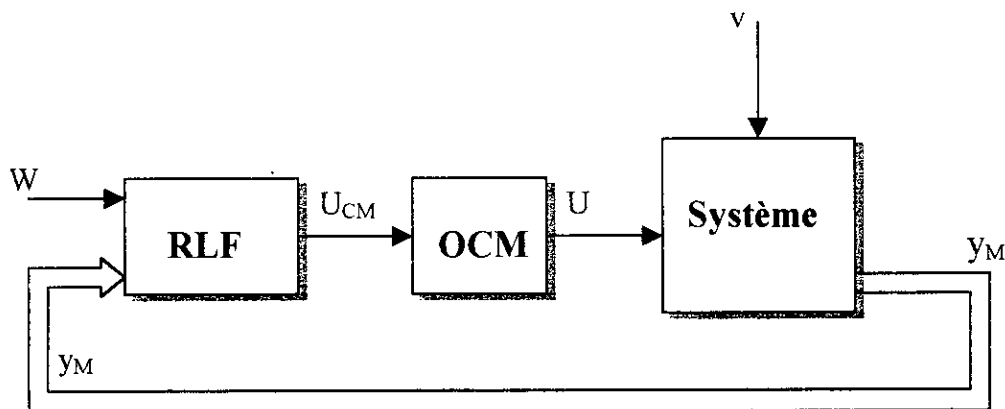 v
W
RLF
U_CM
OCM
U
Système
y_M
y_M